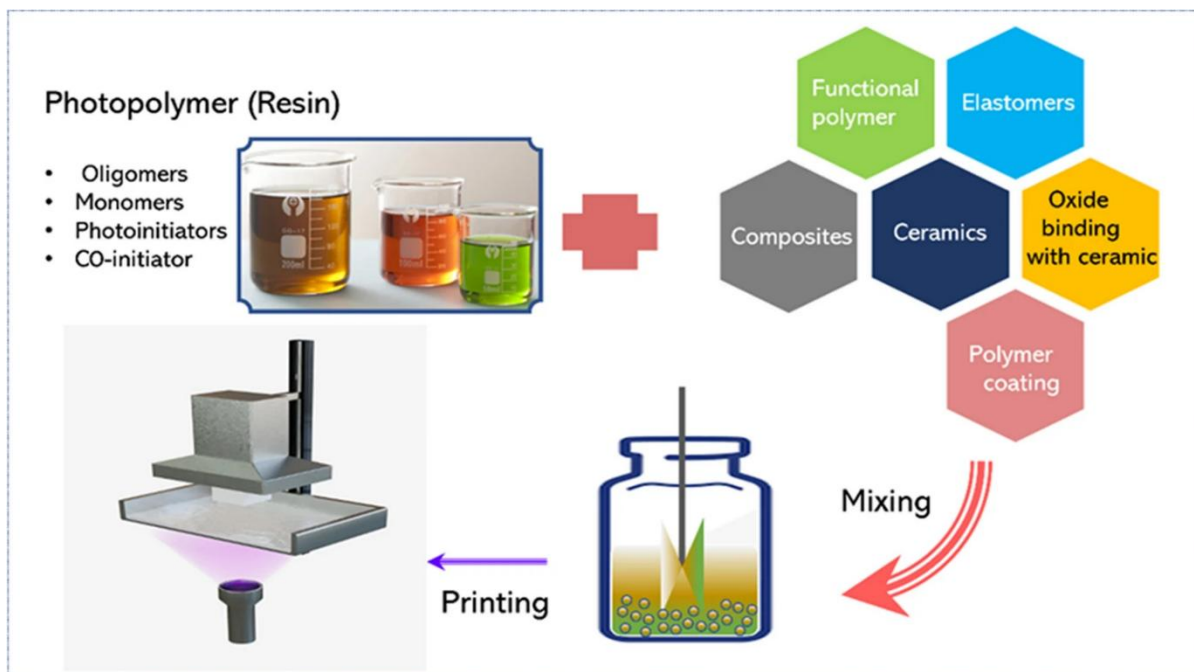 Photopolymer (Resin)
• Oligomers
• Monomers
• Photoinitiators
• CO-initiator
200ml
Functional
polymer
Elastomers
Composites
Ceramics
Oxide
binding
with ceramic
Polymer
coating
Mixing
Printing